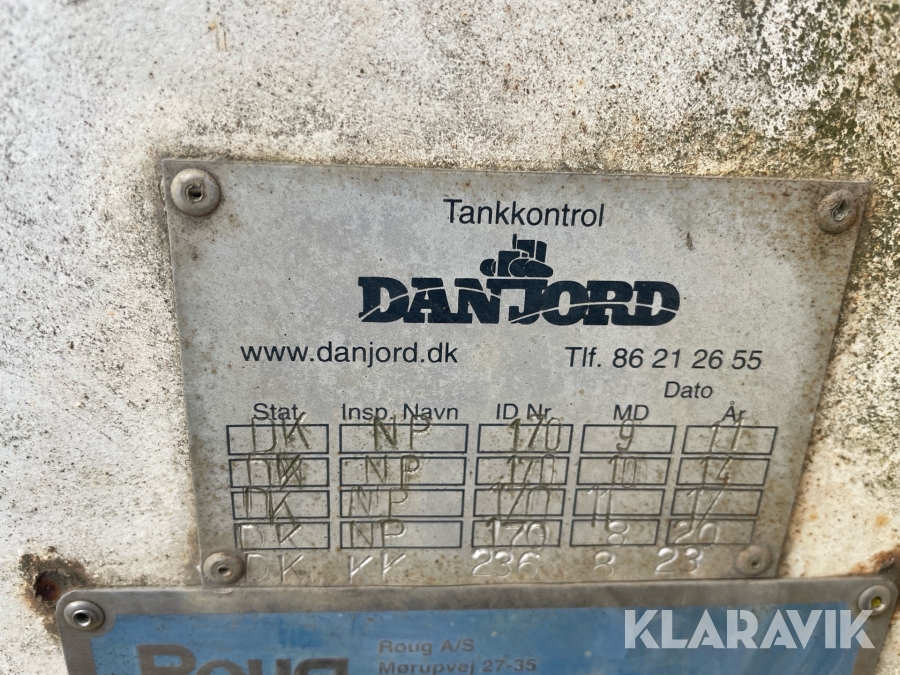 Tankkontrol
DANJORD
www.danjord.dk Tlf. 86 21 26 55
Dato
Stat Insp. Navn ID Nr. MD År
DK NP 170 9 11
DK NP 170 10 14
DK NP 170 11 17
DK NP 170 8 20
DK KK 236 8 23
Roug Roug A/S
Mørupvej 27-35
KLARAVIK